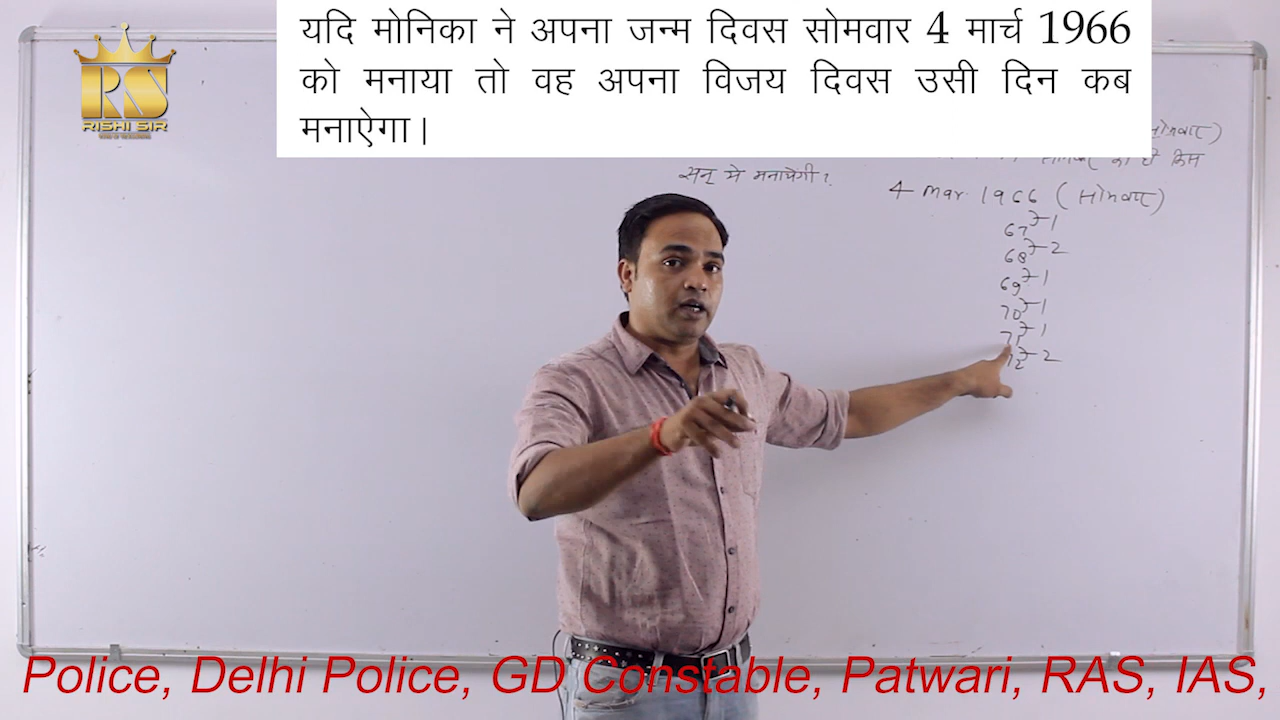 यदि मोनिका ने अपना जन्म दिवस सोमवार 4 मार्च 1966
को मनाया तो वह अपना विजय दिवस उसी दिन कब
मनाऐगा।
RS
RISHI SIR
सोमवार)
सन् में मनायेगी?
4 Mar 1966 (सोमवार)
67 1
68 2
69 1
70 1
71 1
72 2
Police, Delhi Police, GD Constable, Patwari, RAS, IAS,